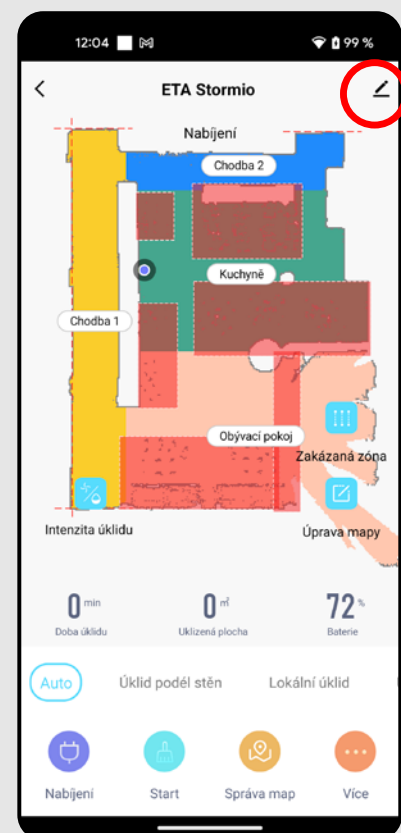 12:04
99 %
ETA Stormio
Nabíjení
Chodba 2
Kuchyně
Chodba 1
Obývací pokoj
Zakázaná zóna
Intenzita úklidu
Úprava mapy
0 min
0 ㎡
72 %
Doba úklidu
Uklizená plocha
Baterie
Auto
Úklid podél stěn
Lokální úklid
Nabíjení
Start
Správa map
Více